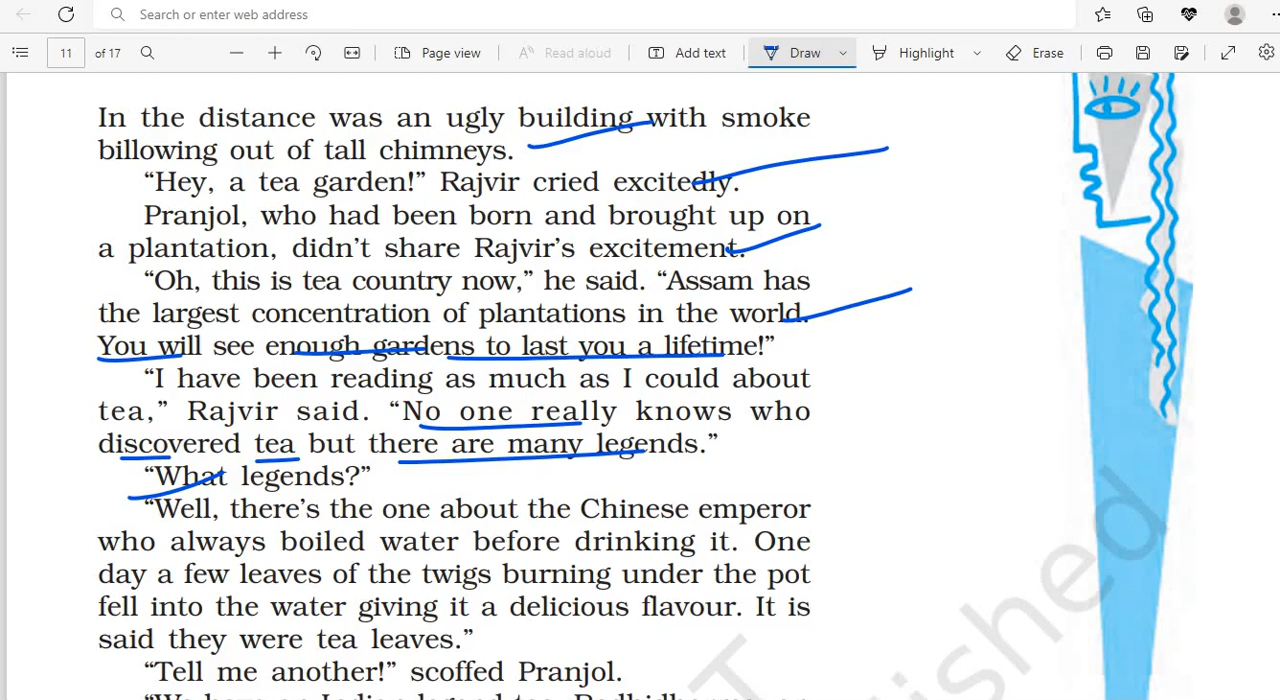 Search or enter web address
11 of 17 Page view Read aloud Add text Draw Highlight Erase
In the distance was an ugly building with smoke
billowing out of tall chimneys.
“Hey, a tea garden!” Rajvir cried excitedly.
Pranjol, who had been born and brought up on
a plantation, didn’t share Rajvir’s excitement.
“Oh, this is tea country now,” he said. “Assam has
the largest concentration of plantations in the world.
You will see enough gardens to last you a lifetime!”
“I have been reading as much as I could about
tea,” Rajvir said. “No one really knows who
discovered tea but there are many legends.”
“What legends?”
“Well, there’s the one about the Chinese emperor
who always boiled water before drinking it. One
day a few leaves of the twigs burning under the pot
fell into the water giving it a delicious flavour. It is
said they were tea leaves.”
“Tell me another!” scoffed Pranjol.